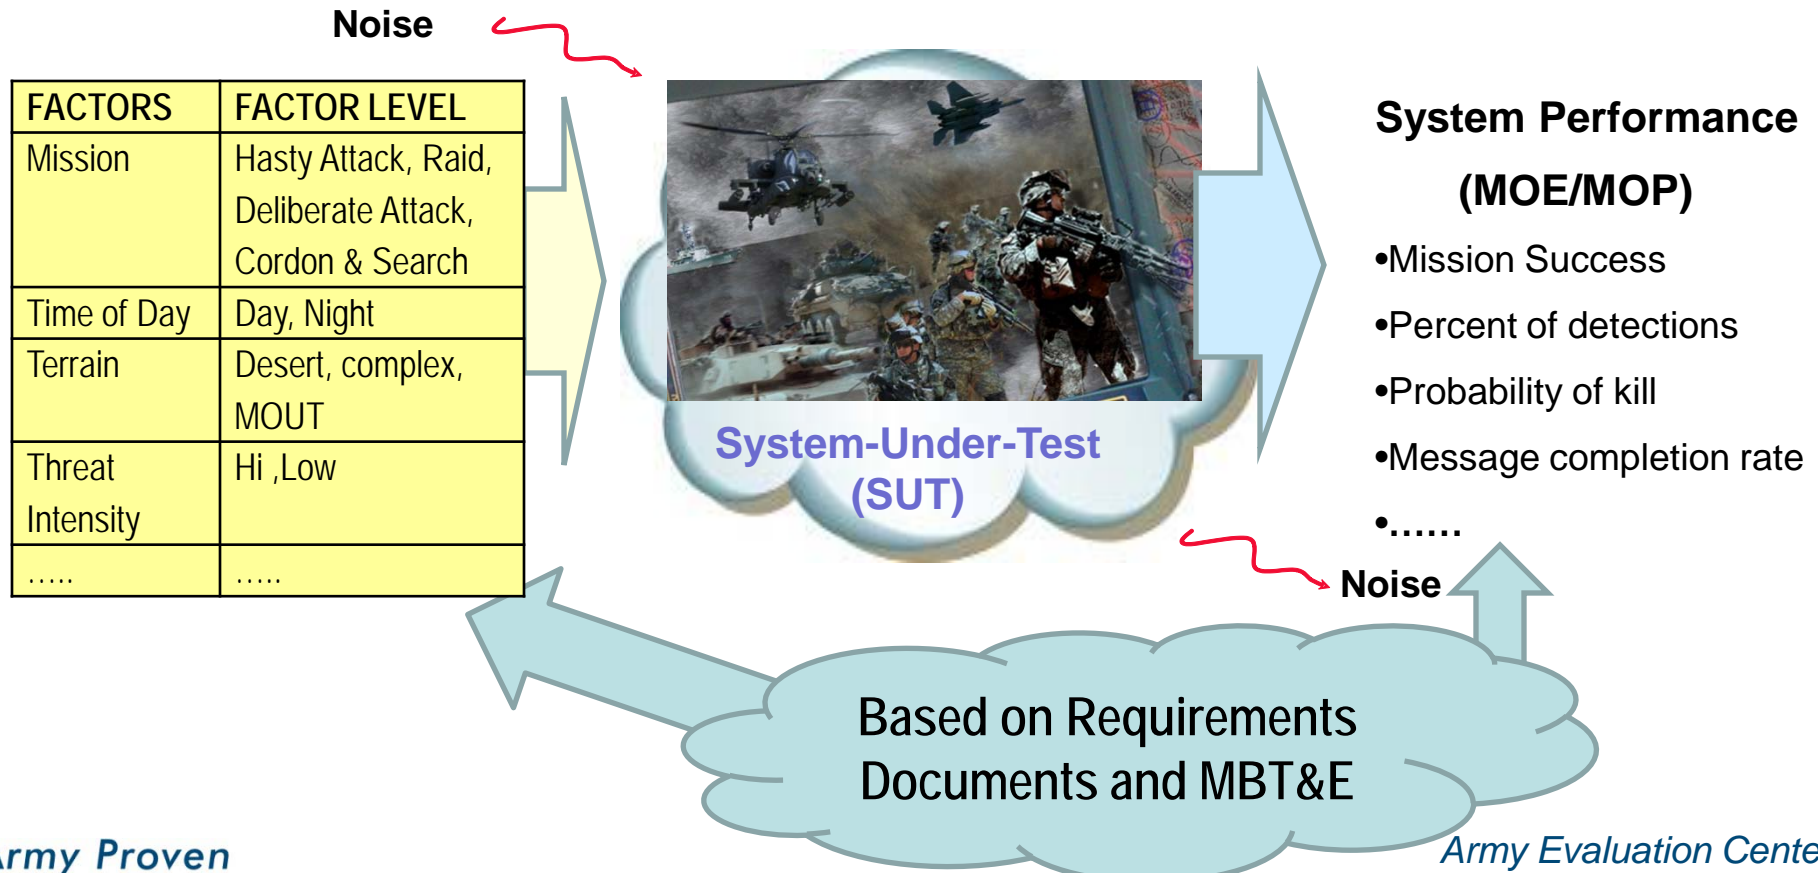 Noise
FACTORS FACTOR LEVEL
Mission Hasty Attack, Raid,
Deliberate Attack,
Cordon & Search
Time of Day Day, Night
Terrain Desert, complex,
MOUT
Threat Hi ,Low
Intensity
..... .....
System-Under-Test
(SUT)
System Performance
(MOE/MOP)
•Mission Success
•Percent of detections
•Probability of kill
•Message completion rate
•......
Noise
Based on Requirements
Documents and MBT&E
Army Proven
Army Evaluation Cente